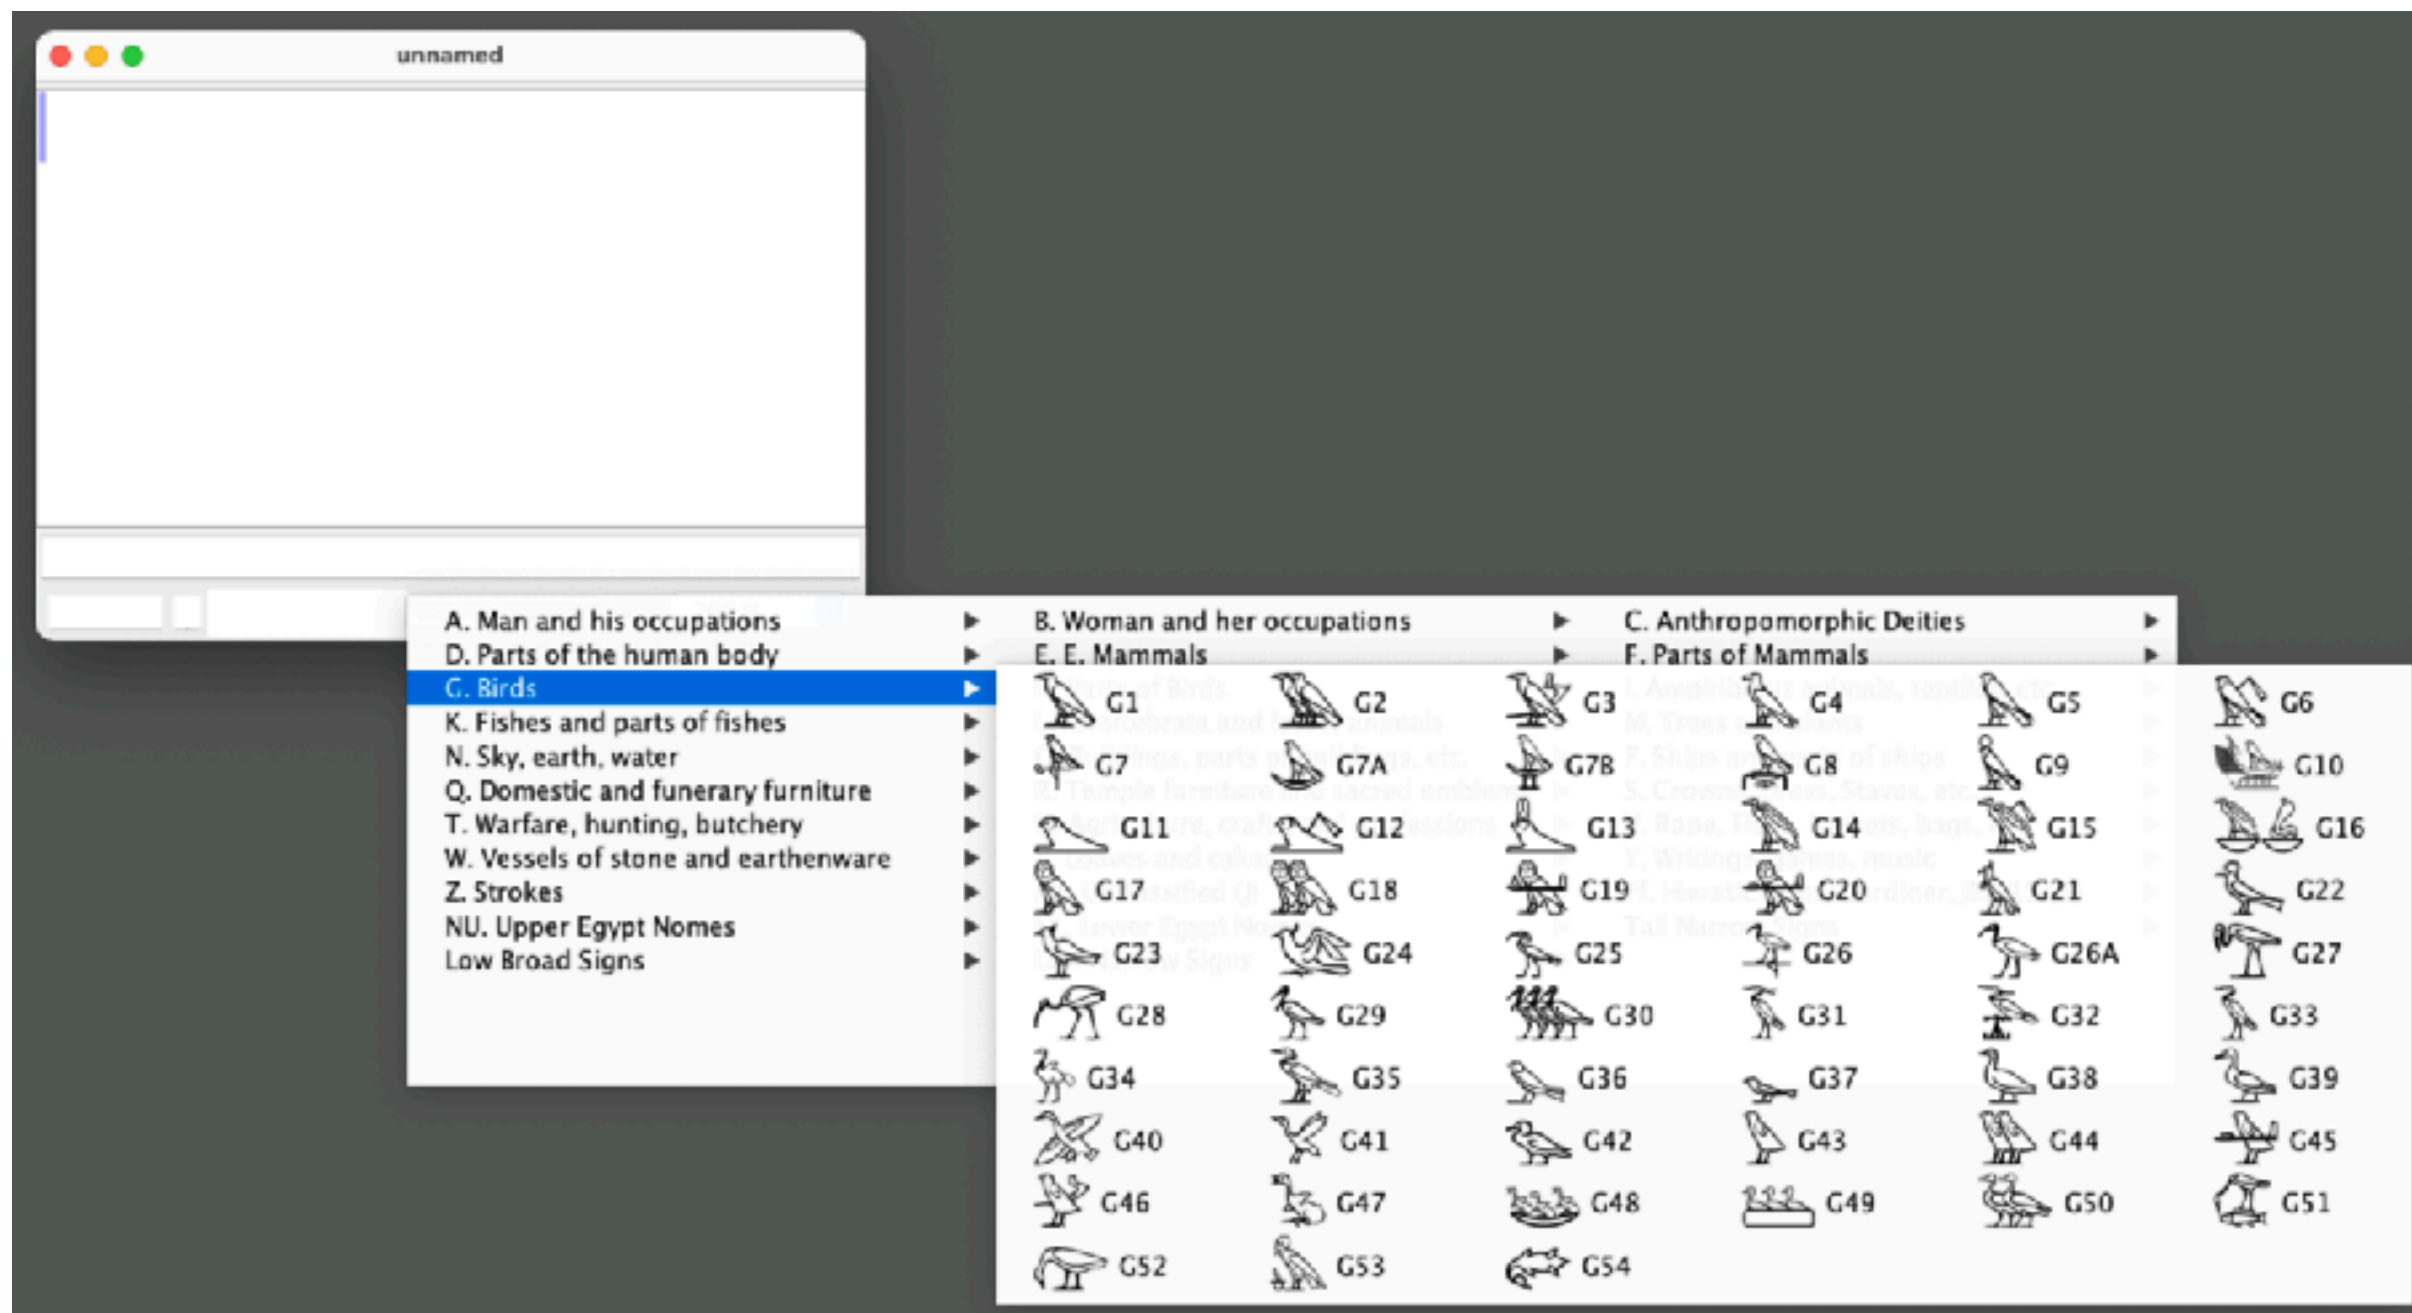 unnamed
A. Man and his occupations B. Woman and her occupations C. Anthropomorphic Deities
D. Parts of the human body E. E. Mammals F. Parts of Mammals
G. Birds
K. Fishes and parts of fishes
N. Sky, earth, water
Q. Domestic and funerary furniture
T. Warfare, hunting, butchery
W. Vessels of stone and earthenware
Z. Strokes
NU. Upper Egypt Nomes
Low Broad Signs
G1 G2 G3 G4 G5 G6
G7 G7A G7B G8 G9 G10
G11 G12 G13 G14 G15 G16
G17 G18 G19 G20 G21 G22
G23 G24 G25 G26 G26A G27
G28 G29 G30 G31 G32 G33
G34 G35 G36 G37 G38 G39
G40 G41 G42 G43 G44 G45
G46 G47 G48 G49 G50 G51
G52 G53 G54